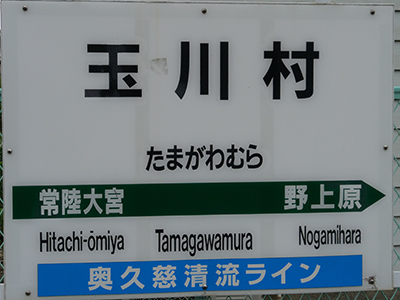 玉川村
たまがわむら
常陸大宮 野上原
Hitachi-ōmiya Tamagawamura Nogamihara
奥久慈清流ライン